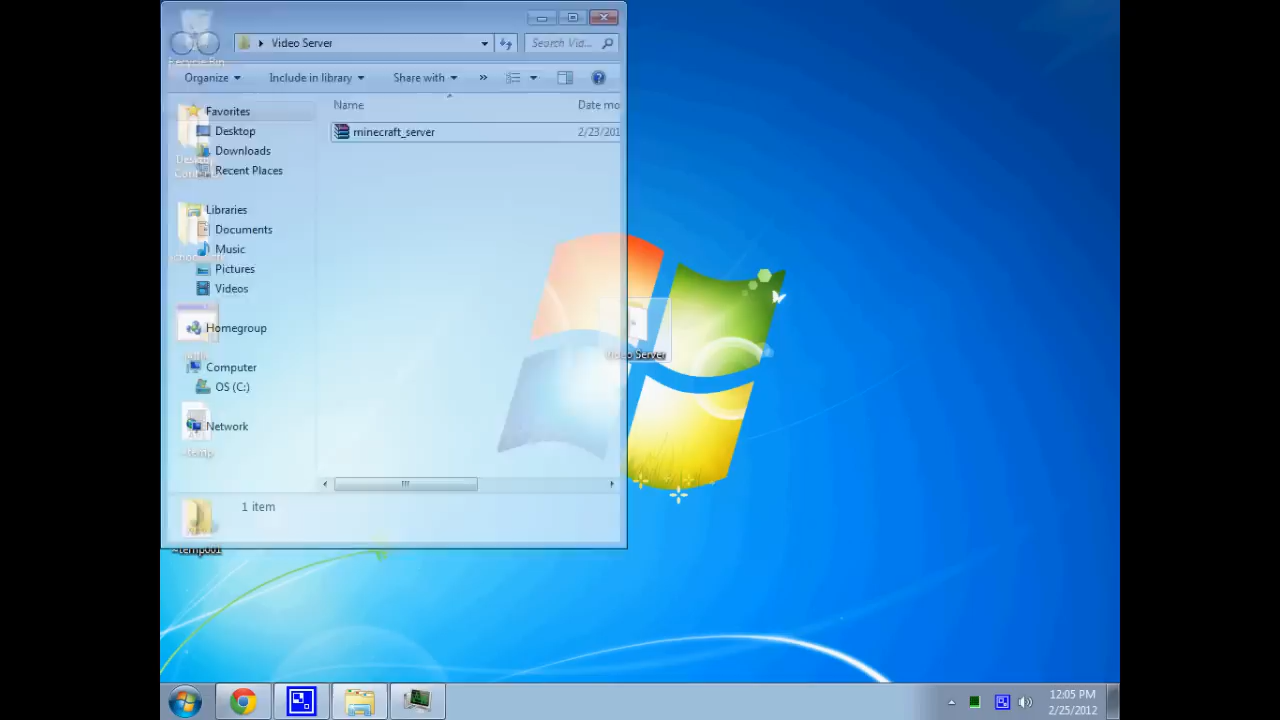 Video Server
Search Vid...
Organize
Include in library
Share with
»
Name
Date mo
minecraft_server
2/23/201
Favorites
Desktop
Downloads
Recent Places
Libraries
Documents
Music
Pictures
Videos
Homegroup
Computer
OS (C:)
Network
~temp
1 item
~temp001
Video Server
12:05 PM
2/25/2012